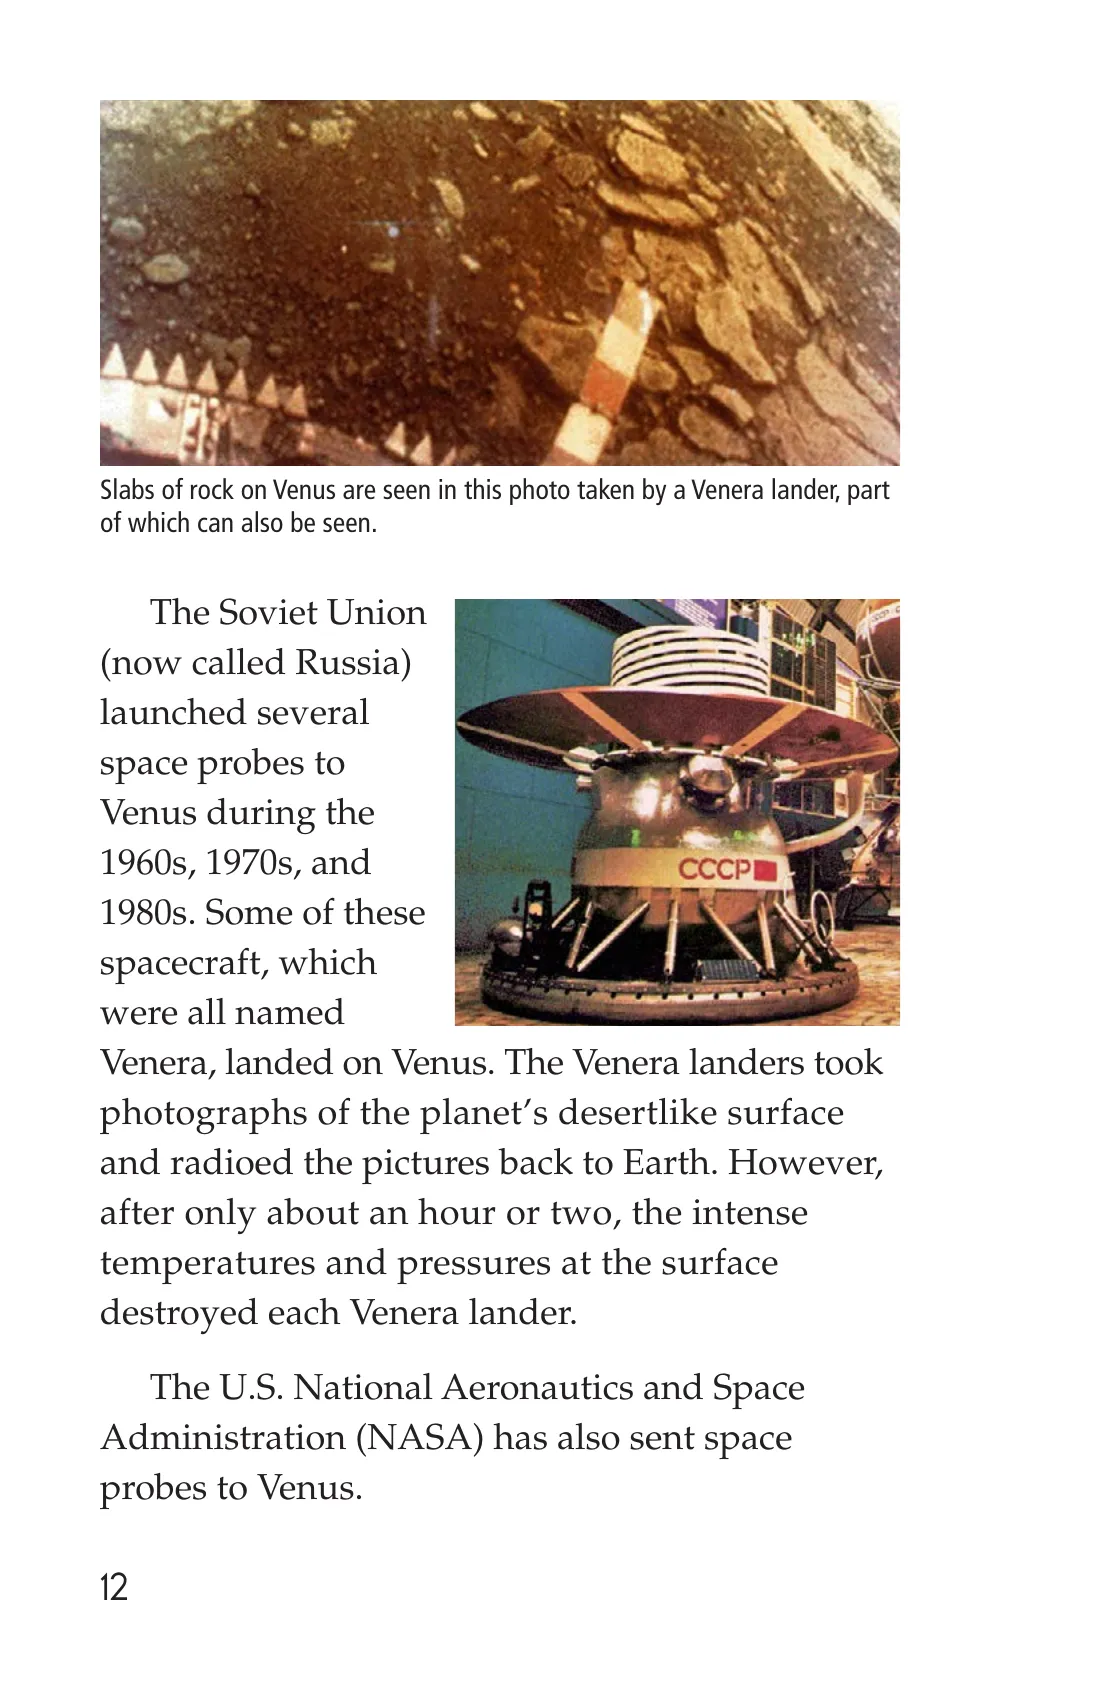 Slabs of rock on Venus are seen in this photo taken by a Venera lander, part
of which can also be seen.
The Soviet Union
(now called Russia)
launched several
space probes to
Venus during the
1960s, 1970s, and
1980s. Some of these
spacecraft, which
were all named
СССР
Venera, landed on Venus. The Venera landers took
photographs of the planet’s desertlike surface
and radioed the pictures back to Earth. However,
after only about an hour or two, the intense
temperatures and pressures at the surface
destroyed each Venera lander.
The U.S. National Aeronautics and Space
Administration (NASA) has also sent space
probes to Venus.
12